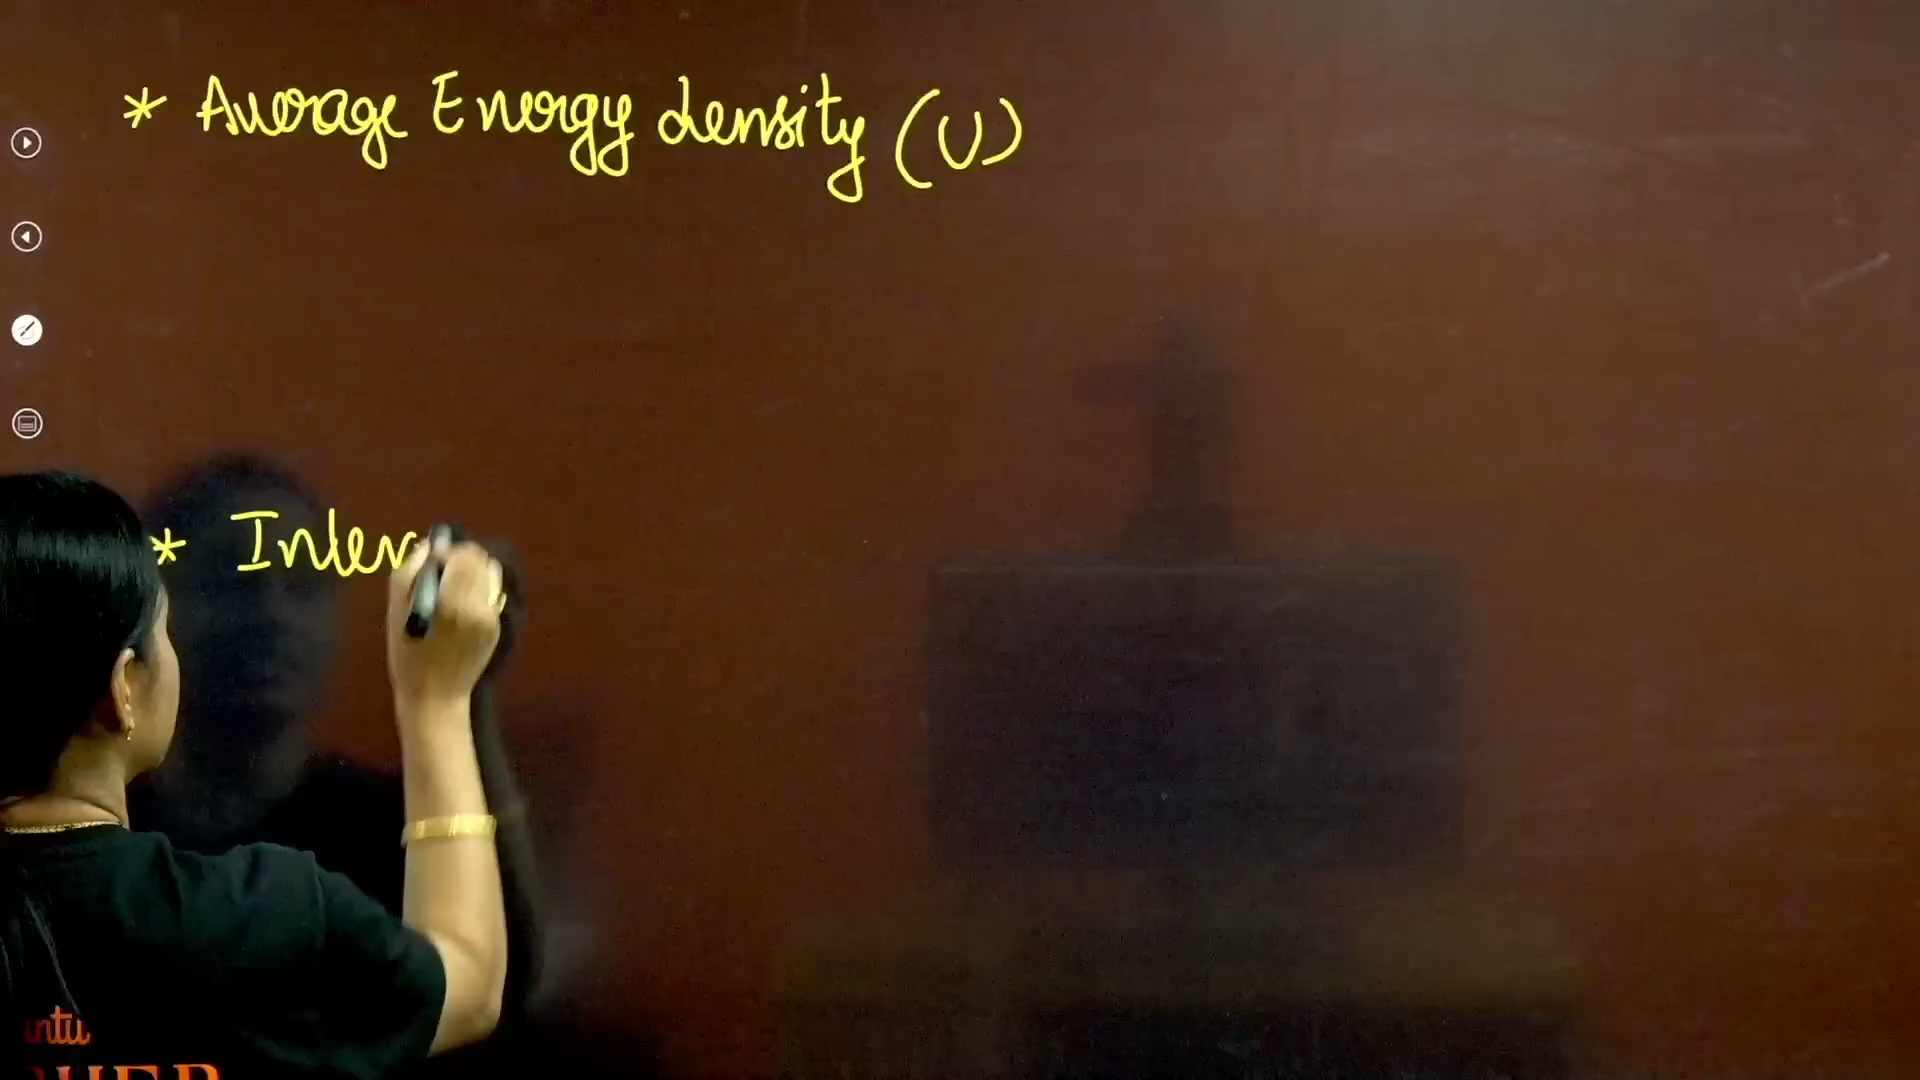 * Average Energy density (U)
* Inten